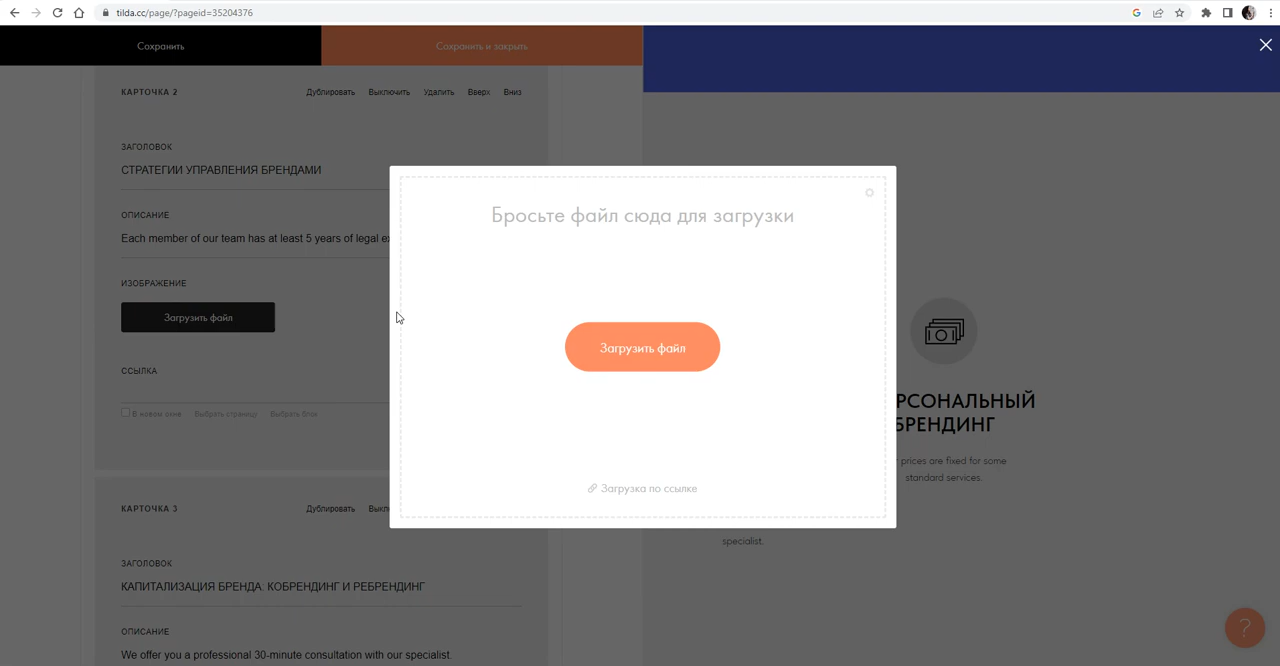 tilda.cc/page/?pageid=35204376
Сохранить
Сохранить и закрыть
КАРТОЧКА 2
Дублировать Выключить Удалить Вверх Вниз
ЗАГОЛОВОК
СТРАТЕГИИ УПРАВЛЕНИЯ БРЕНДАМИ
ОПИСАНИЕ
Each member of our team has at least 5 years of legal
ИЗОБРАЖЕНИЕ
Загрузить файл
ССЫЛКА
В новом окне Выбрать страницу Выбрать блок
КАРТОЧКА 3
Дублировать
ЗАГОЛОВОК
КАПИТАЛИЗАЦИЯ БРЕНДА: КОБРЕНДИНГ И РЕБРЕНДИНГ
ОПИСАНИЕ
We offer you a professional 30-minute consultation with our specialist.
Бросьте файл сюда для загрузки
Загрузить файл
Загрузка по ссылке
РСОНАЛЬНЫЙ
БРЕНДИНГ
prices are fixed for some
standard services.
specialist.
?